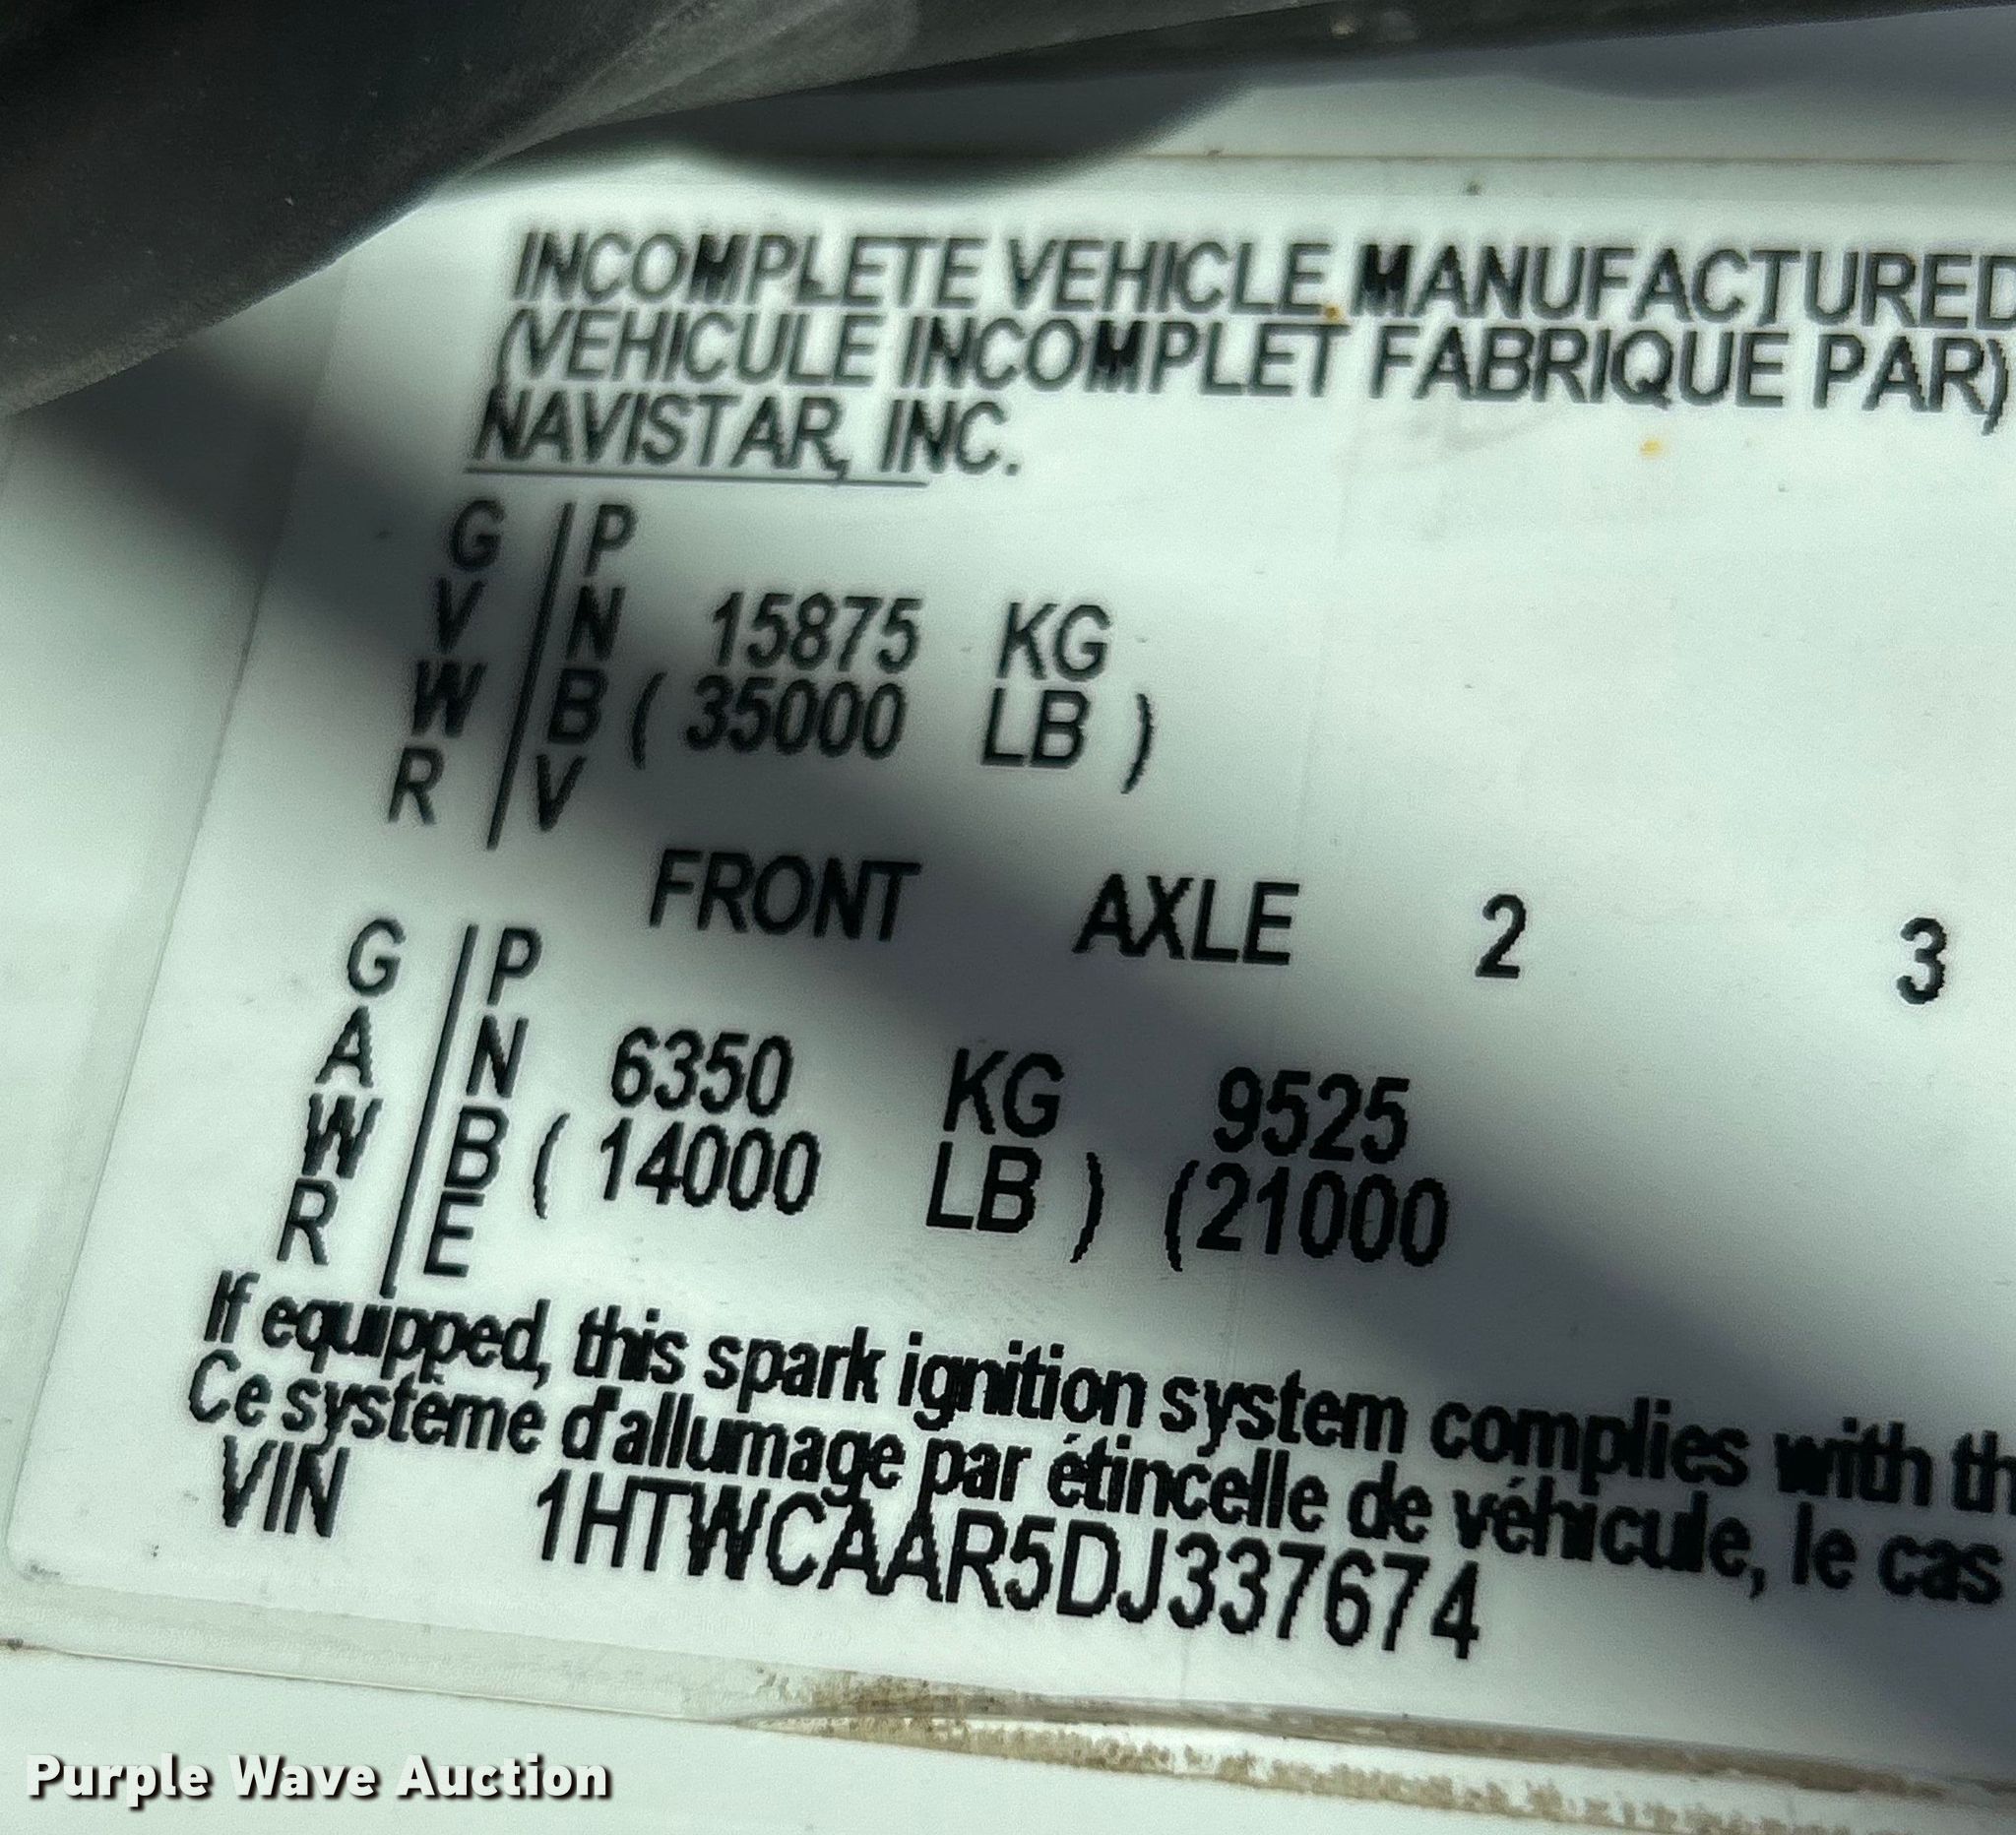 INCOMPLETE VEHICLE MANUFACTURED
(VEHICULE INCOMPLET FABRIQUE PAR)
NAVISTAR, INC.
G P
V N 15875 KG
W B ( 35000 LB )
R V
FRONT AXLE 2 3
G P
A N 6350 KG 9525
W B ( 14000 LB ) (21000
R E
If equipped, this spark ignition system complies with
Ce système d'allumage par étincelle de véhicule, le cas
VIN 1HTWCAAR5DJ337674
Purple Wave Auction